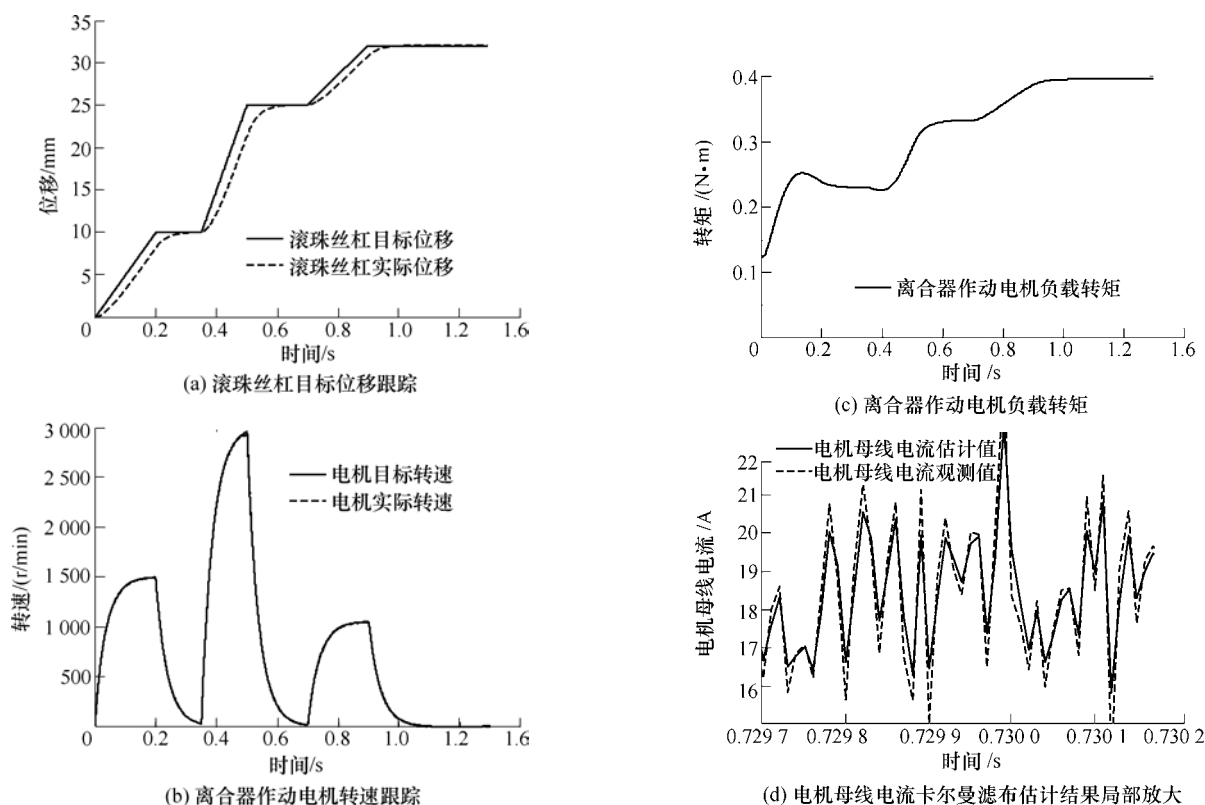 35
30
25
20
15
10
5
0 0.2 0.4 0.6 0.8 1.0 1.2 1.6
位移/mm
滚珠丝杠目标位移
滚珠丝杠实际位移
时间/s
(a) 滚珠丝杠目标位移跟踪
3 000
2 500
2 000
1 500
1 000
500
0 0.2 0.4 0.6 0.8 1.0 1.2 1.6
转速/(r/min)
电机目标转速
电机实际转速
时间/s
(b) 离合器作动电机转速跟踪
0.4
0.3
0.2
0.1
0 0.2 0.4 0.6 0.8 1.0 1.2 1.6
转矩 /(N·m)
离合器作动电机负载转矩
时间 /s
(c) 离合器作动电机负载转矩
22
21
20
19
18
17
16
15
0.729 7 0.729 8 0.729 9 0.730 0 0.730 1 0.730 2
电机母线电流 / A
电机母线电流估计值
电机母线电流观测值
时间 /s
(d) 电机母线电流卡尔曼滤布估计结果局部放大